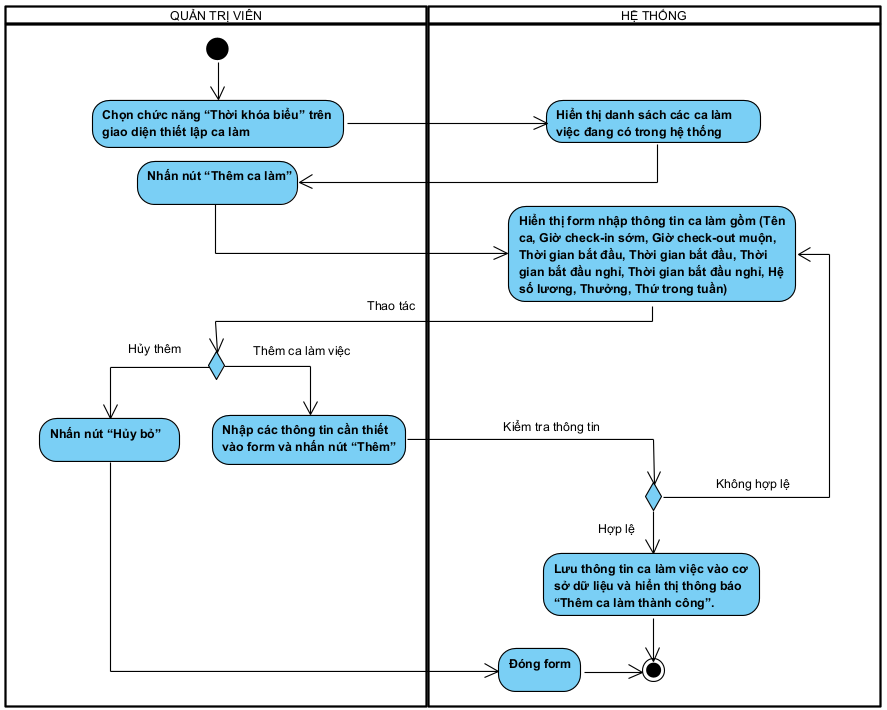 QUẢN TRỊ VIÊN
HỆ THỐNG
Chọn chức năng “Thời khóa biểu” trên
giao diện thiết lập ca làm
Hiển thị danh sách các ca làm
việc đang có trong hệ thống
Nhấn nút “Thêm ca làm”
Hiển thị form nhập thông tin ca làm gồm (Tên
ca, Giờ check-in sớm, Giờ check-out muộn,
Thời gian bắt đầu, Thời gian bắt đầu, Thời
gian bắt đầu nghỉ, Thời gian bắt đầu nghỉ, Hệ
số lương, Thưởng, Thứ trong tuần)
Thao tác
Hủy thêm
Thêm ca làm việc
Nhấn nút “Hủy bỏ”
Nhập các thông tin cần thiết
vào form và nhấn nút “Thêm”
Kiểm tra thông tin
Không hợp lệ
Hợp lệ
Lưu thông tin ca làm việc vào cơ
sở dữ liệu và hiển thị thông báo
“Thêm ca làm thành công”.
Đóng form